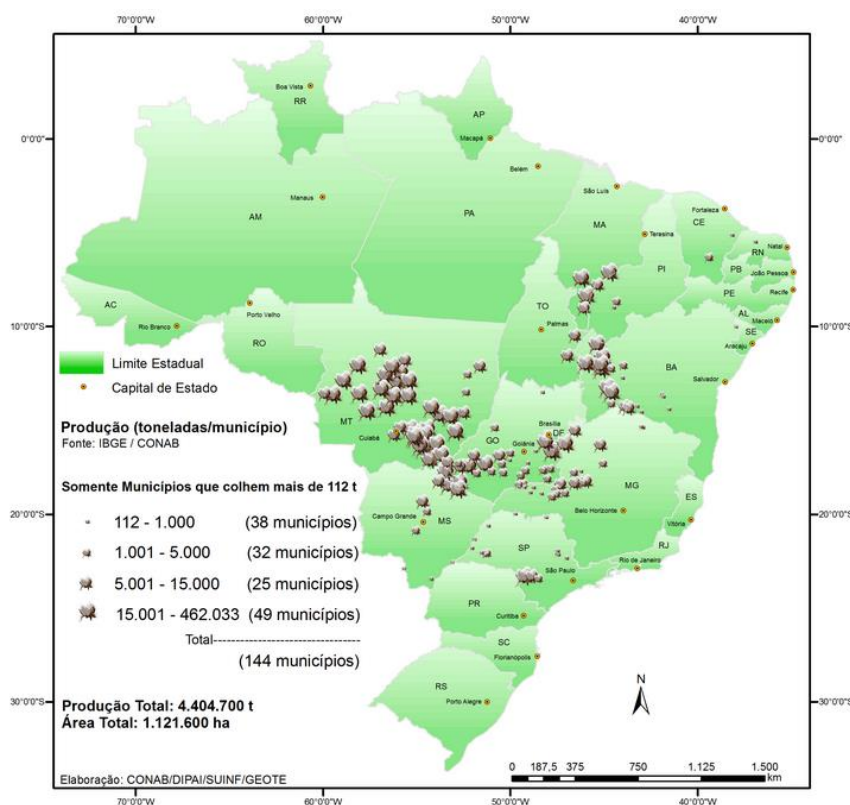 70°0'0"W 60°0'0"W 50°0'0"W 40°0'0"W
Boa Vista
RR
AP
Macapá
0°0'0" 0°0'0"
Belém
São Luís
Manaus
Fortaleza
AM
PA
MA
CE
Teresina
Natal
RN
PI
PB
João Pessoa
PE
Recife
AC
TO
AL
Maceió
Porto Velho
Rio Branco
Palmas
SE
Aracaju
10°0'0"S 10°0'0"S
RO
BA
Limite Estadual
Salvador
Capital de Estado
MT
Brasília
DF
Produção (toneladas/município)
Fonte: IBGE / CONAB
Cuiabá
GO
Goiânia
Somente Municípios que colhem mais de 112 t
MG
ES
112 - 1.000 (38 municípios)
Campo Grande
MS
Belo Horizonte
Vitória
20°0'0"S 20°0'0"S
1.001 - 5.000 (32 municípios)
SP
RJ
Rio de Janeiro
São Paulo
5.001 - 15.000 (25 municípios)
15.001 - 462.033 (49 municípios)
PR
Curitiba
Total----------------------------------
(144 municípios)
SC
Florianópolis
RS
N
Produção Total: 4.404.700 t
Área Total: 1.121.600 ha
Porto Alegre
30°0'0"S 30°0'0"S
0 187,5 375 750 1.125 1.500
km
Elaboração: CONAB/DIPAI/SUINF/GEOTE
70°0'0"W 60°0'0"W 50°0'0"W 40°0'0"W